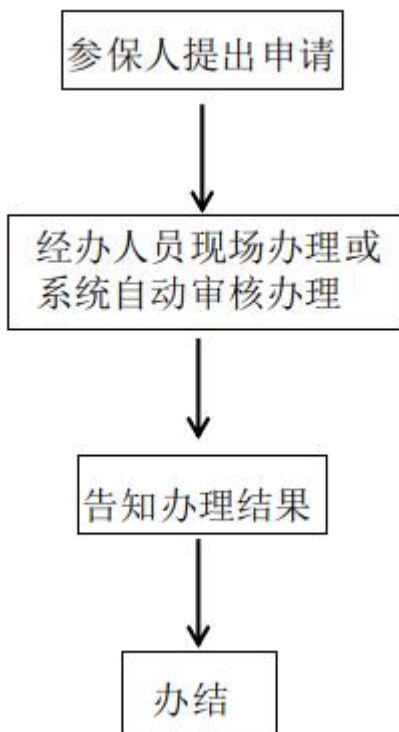 参保人提出申请
经办人员现场办理或
系统自动审核办理
告知办理结果
办结